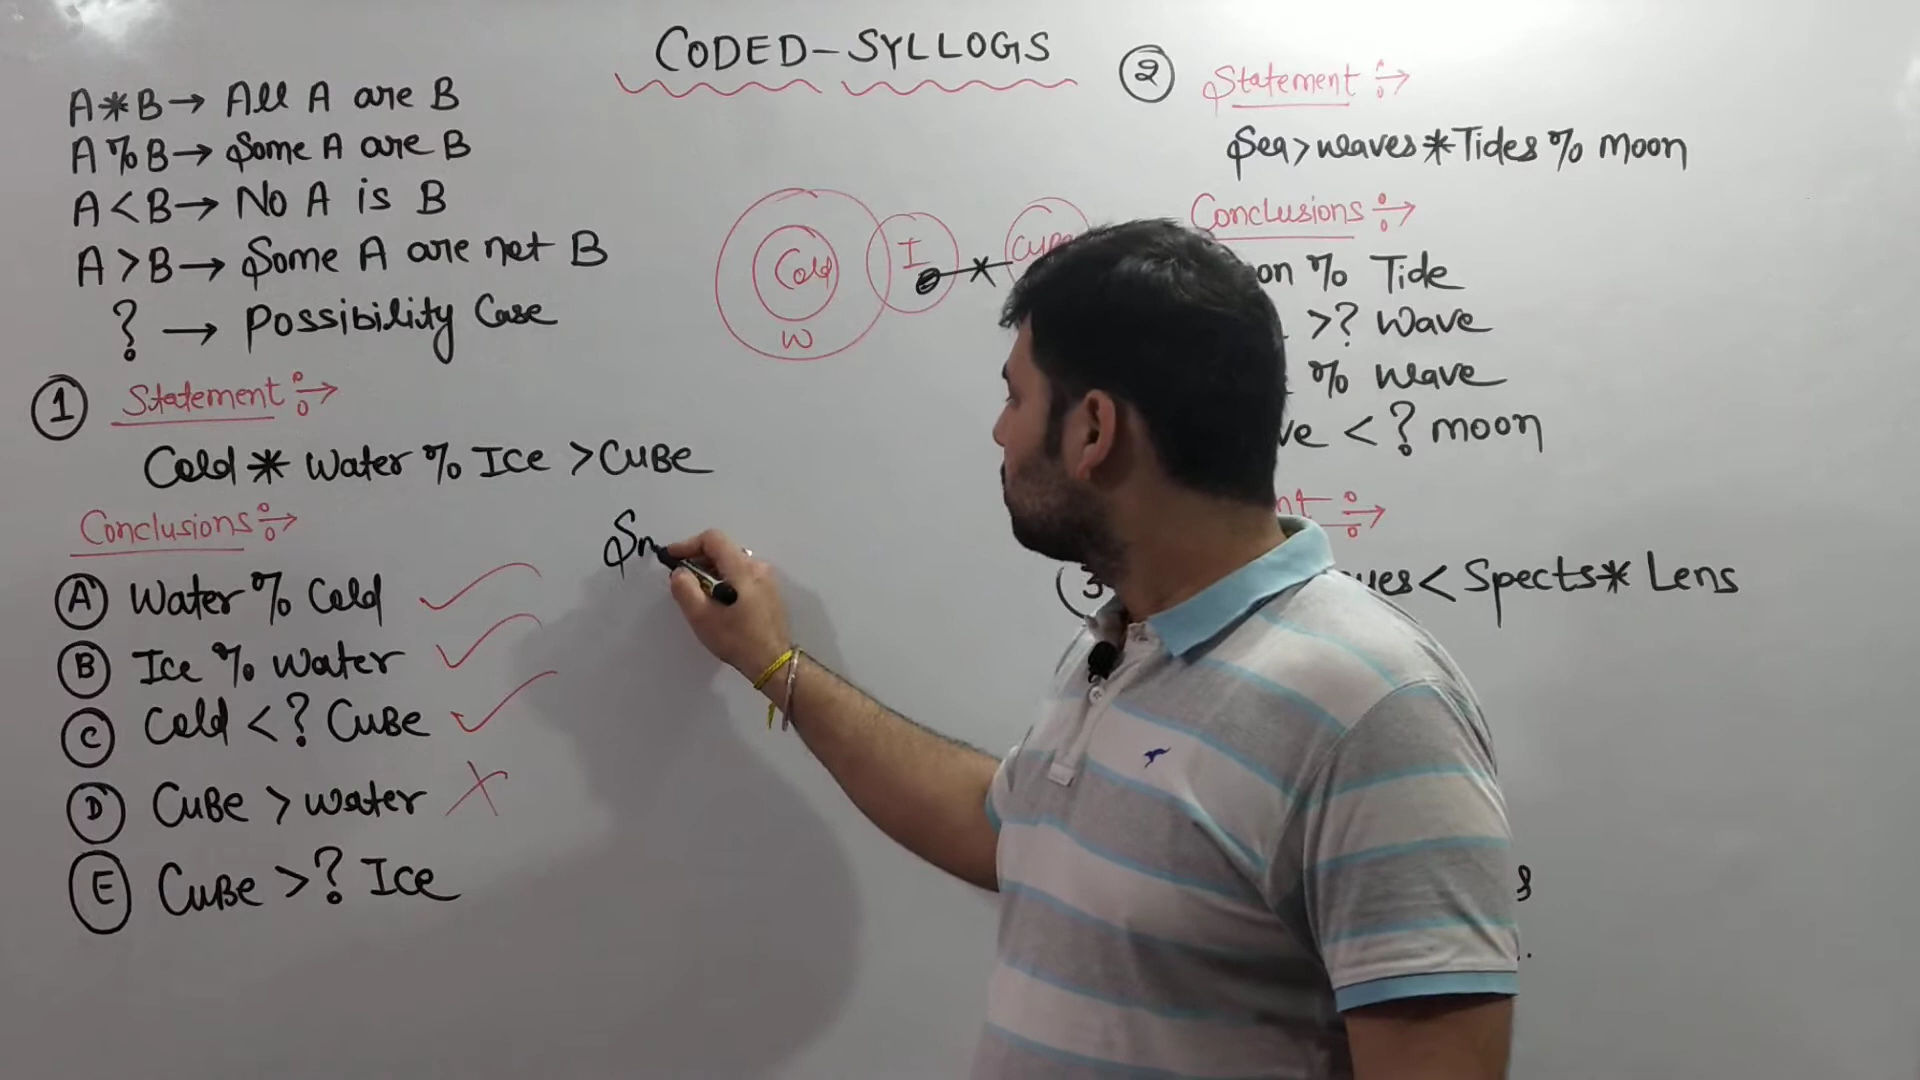 CODED-SYLLOGS
A*B→ All A are B
A%B→ Some A are B
A<B→ No A is B
A>B→ Some A are not B
? → Possibility Case
① Statement÷→
Cold * Water % Ice > CuBe
Conclusions÷→
Ⓐ Water % Cold
Ⓑ Ice % water
Ⓒ Cold <? CuBe
Ⓓ CuBe > water
Ⓔ CuBe >? Ice
Cold
W
I
② Statement÷→
Sea>waves*Tides % moon
Conclusions÷→
on % Tide
>? Wave
% wave
ve <? moon
< Spects* Lens